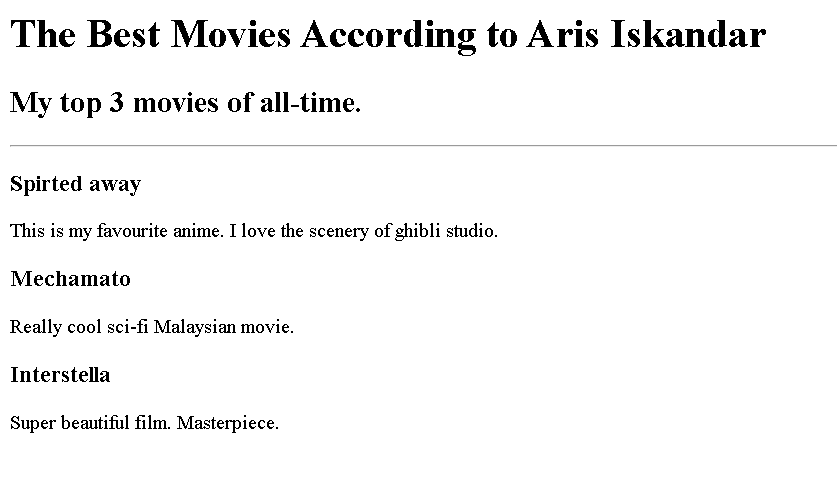 The Best Movies According to Aris Iskandar
My top 3 movies of all-time.
Spirted away
This is my favourite anime. I love the scenery of ghibli studio.
Mechamato
Really cool sci-fi Malaysian movie.
Interstella
Super beautiful film. Masterpiece.